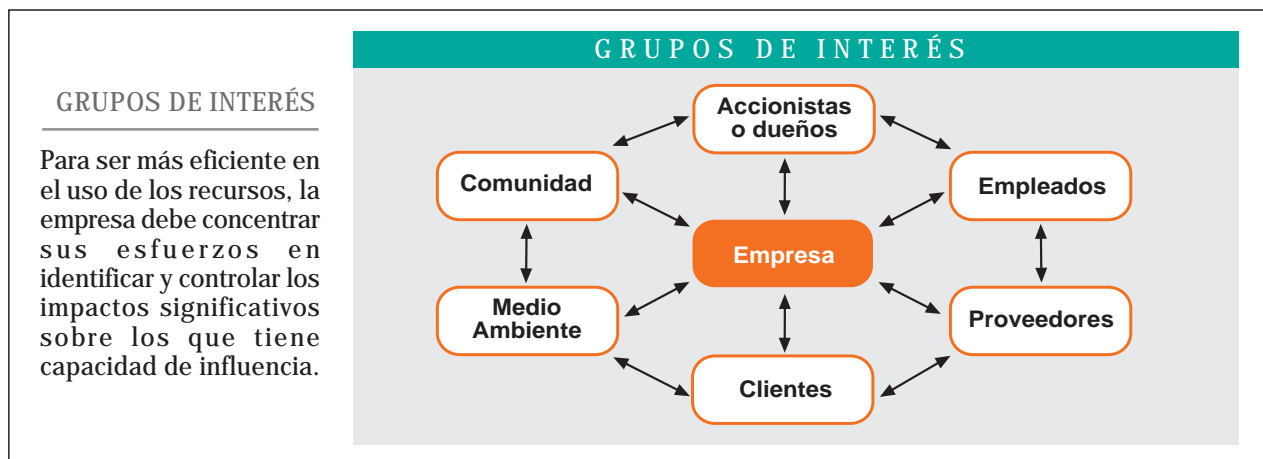 GRUPOS DE INTERÉS
Para ser más eficiente en
el uso de los recursos, la
empresa debe concentrar
sus esfuerzos en
identificar y controlar los
impactos significativos
sobre los que tiene
capacidad de influencia.
GRUPOS DE INTERÉS
Accionistas
o dueños
Comunidad
Empleados
Empresa
Medio
Ambiente
Proveedores
Clientes